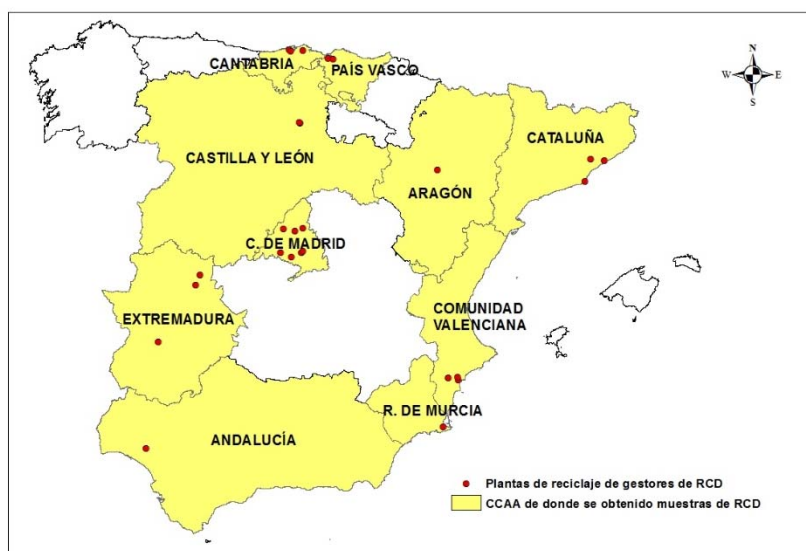 N
W E
S
CANTABRIA
PAÍS VASCO
CASTILLA Y LEÓN
CATALUÑA
ARAGÓN
C. DE MADRID
EXTREMADURA
COMUNIDAD
VALENCIANA
R. DE MURCIA
ANDALUCÍA
Plantas de reciclaje de gestores de RCD
CCAA de donde se obtenido muestras de RCD